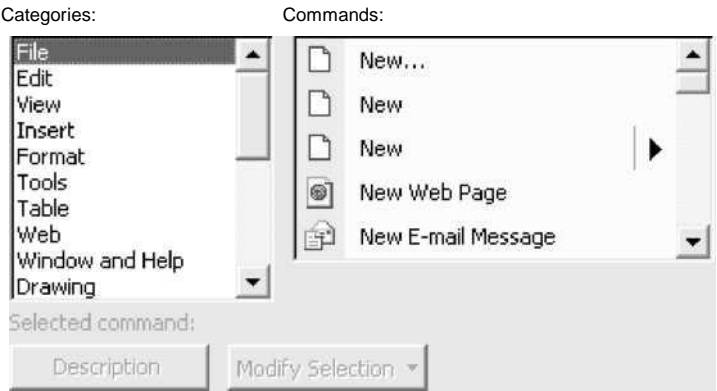 Categories:
Commands:
File
Edit
View
Insert
Format
Tools
Table
Web
Window and Help
Drawing
New...
New
New
New Web Page
New E-mail Message
Selected command:
Description
Modify Selection